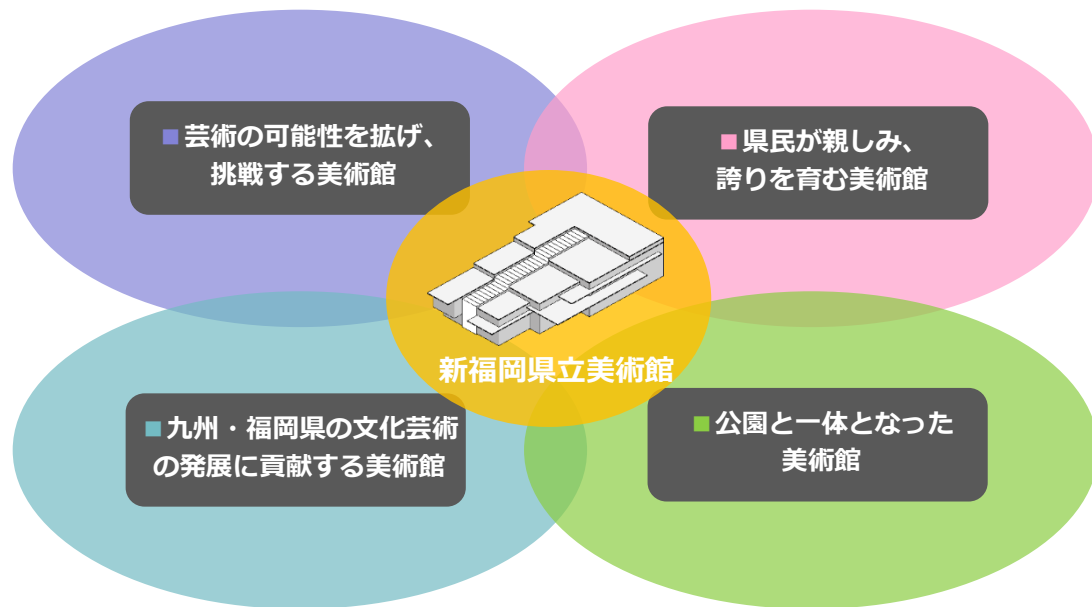 ■芸術の可能性を拡げ、
挑戦する美術館
■県民が親しみ、
誇りを育む美術館
新福岡県立美術館
■九州・福岡県の文化芸術
の発展に貢献する美術館
■公園と一体となった
美術館